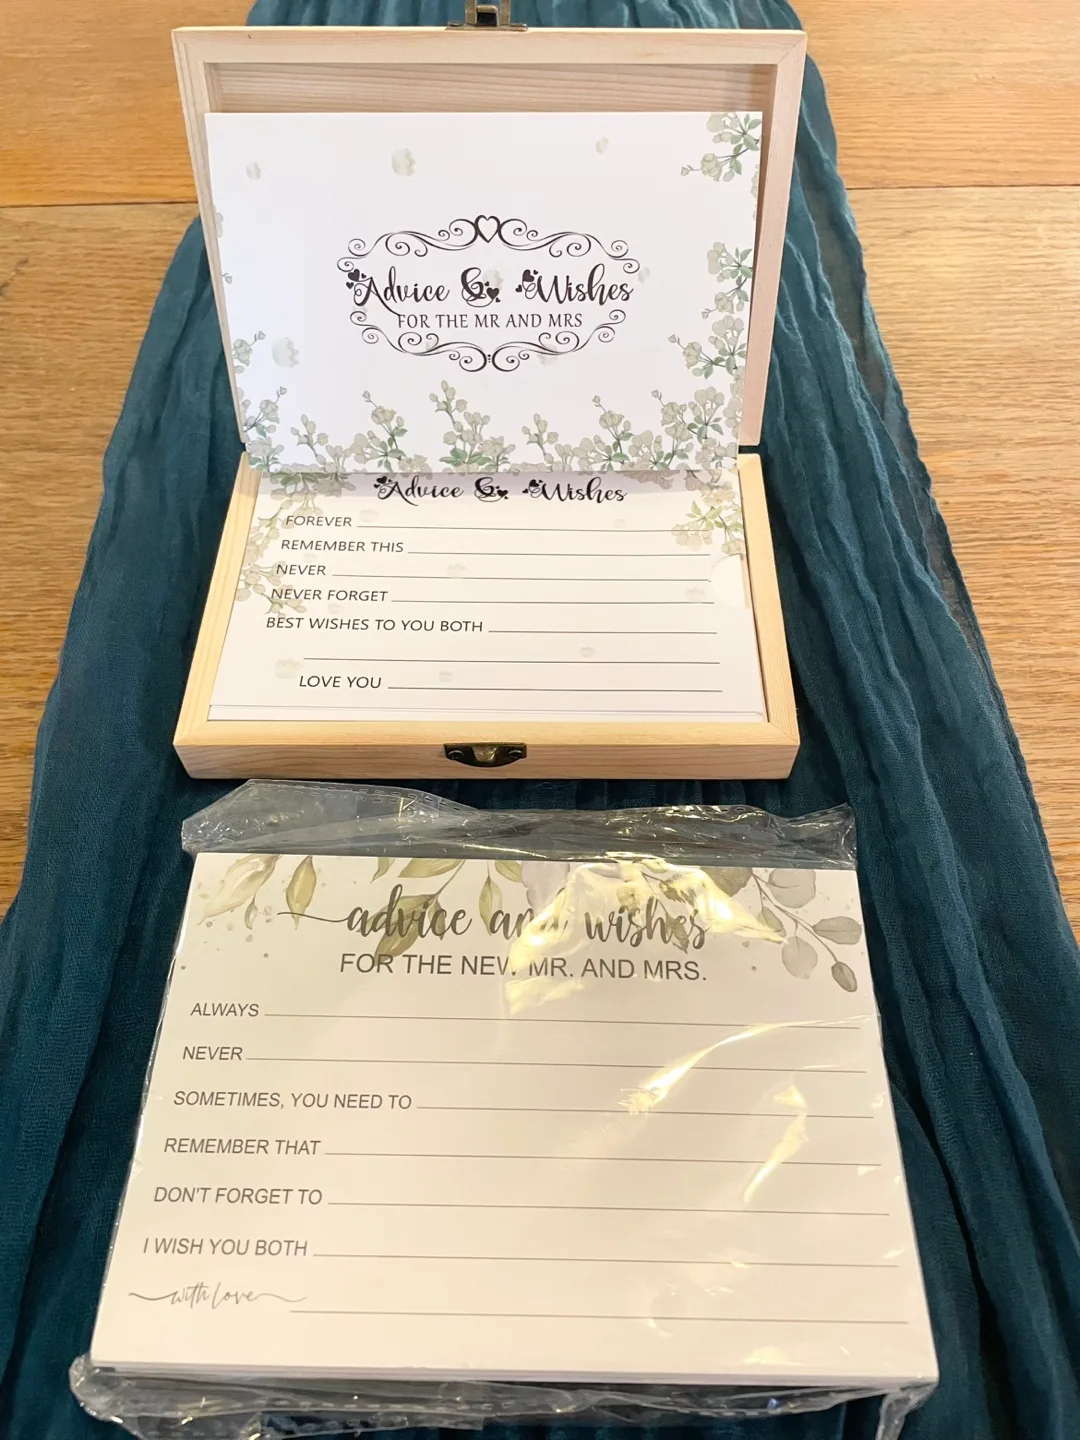 Advice & Wishes
FOR THE MR AND MRS
Advice & Wishes
FOREVER
REMEMBER THIS
NEVER
NEVER FORGET
BEST WISHES TO YOU BOTH
LOVE YOU
advice and wishes
FOR THE NEW MR. AND MRS.
ALWAYS
NEVER
SOMETIMES, YOU NEED TO
REMEMBER THAT
DON'T FORGET TO
I WISH YOU BOTH
with love